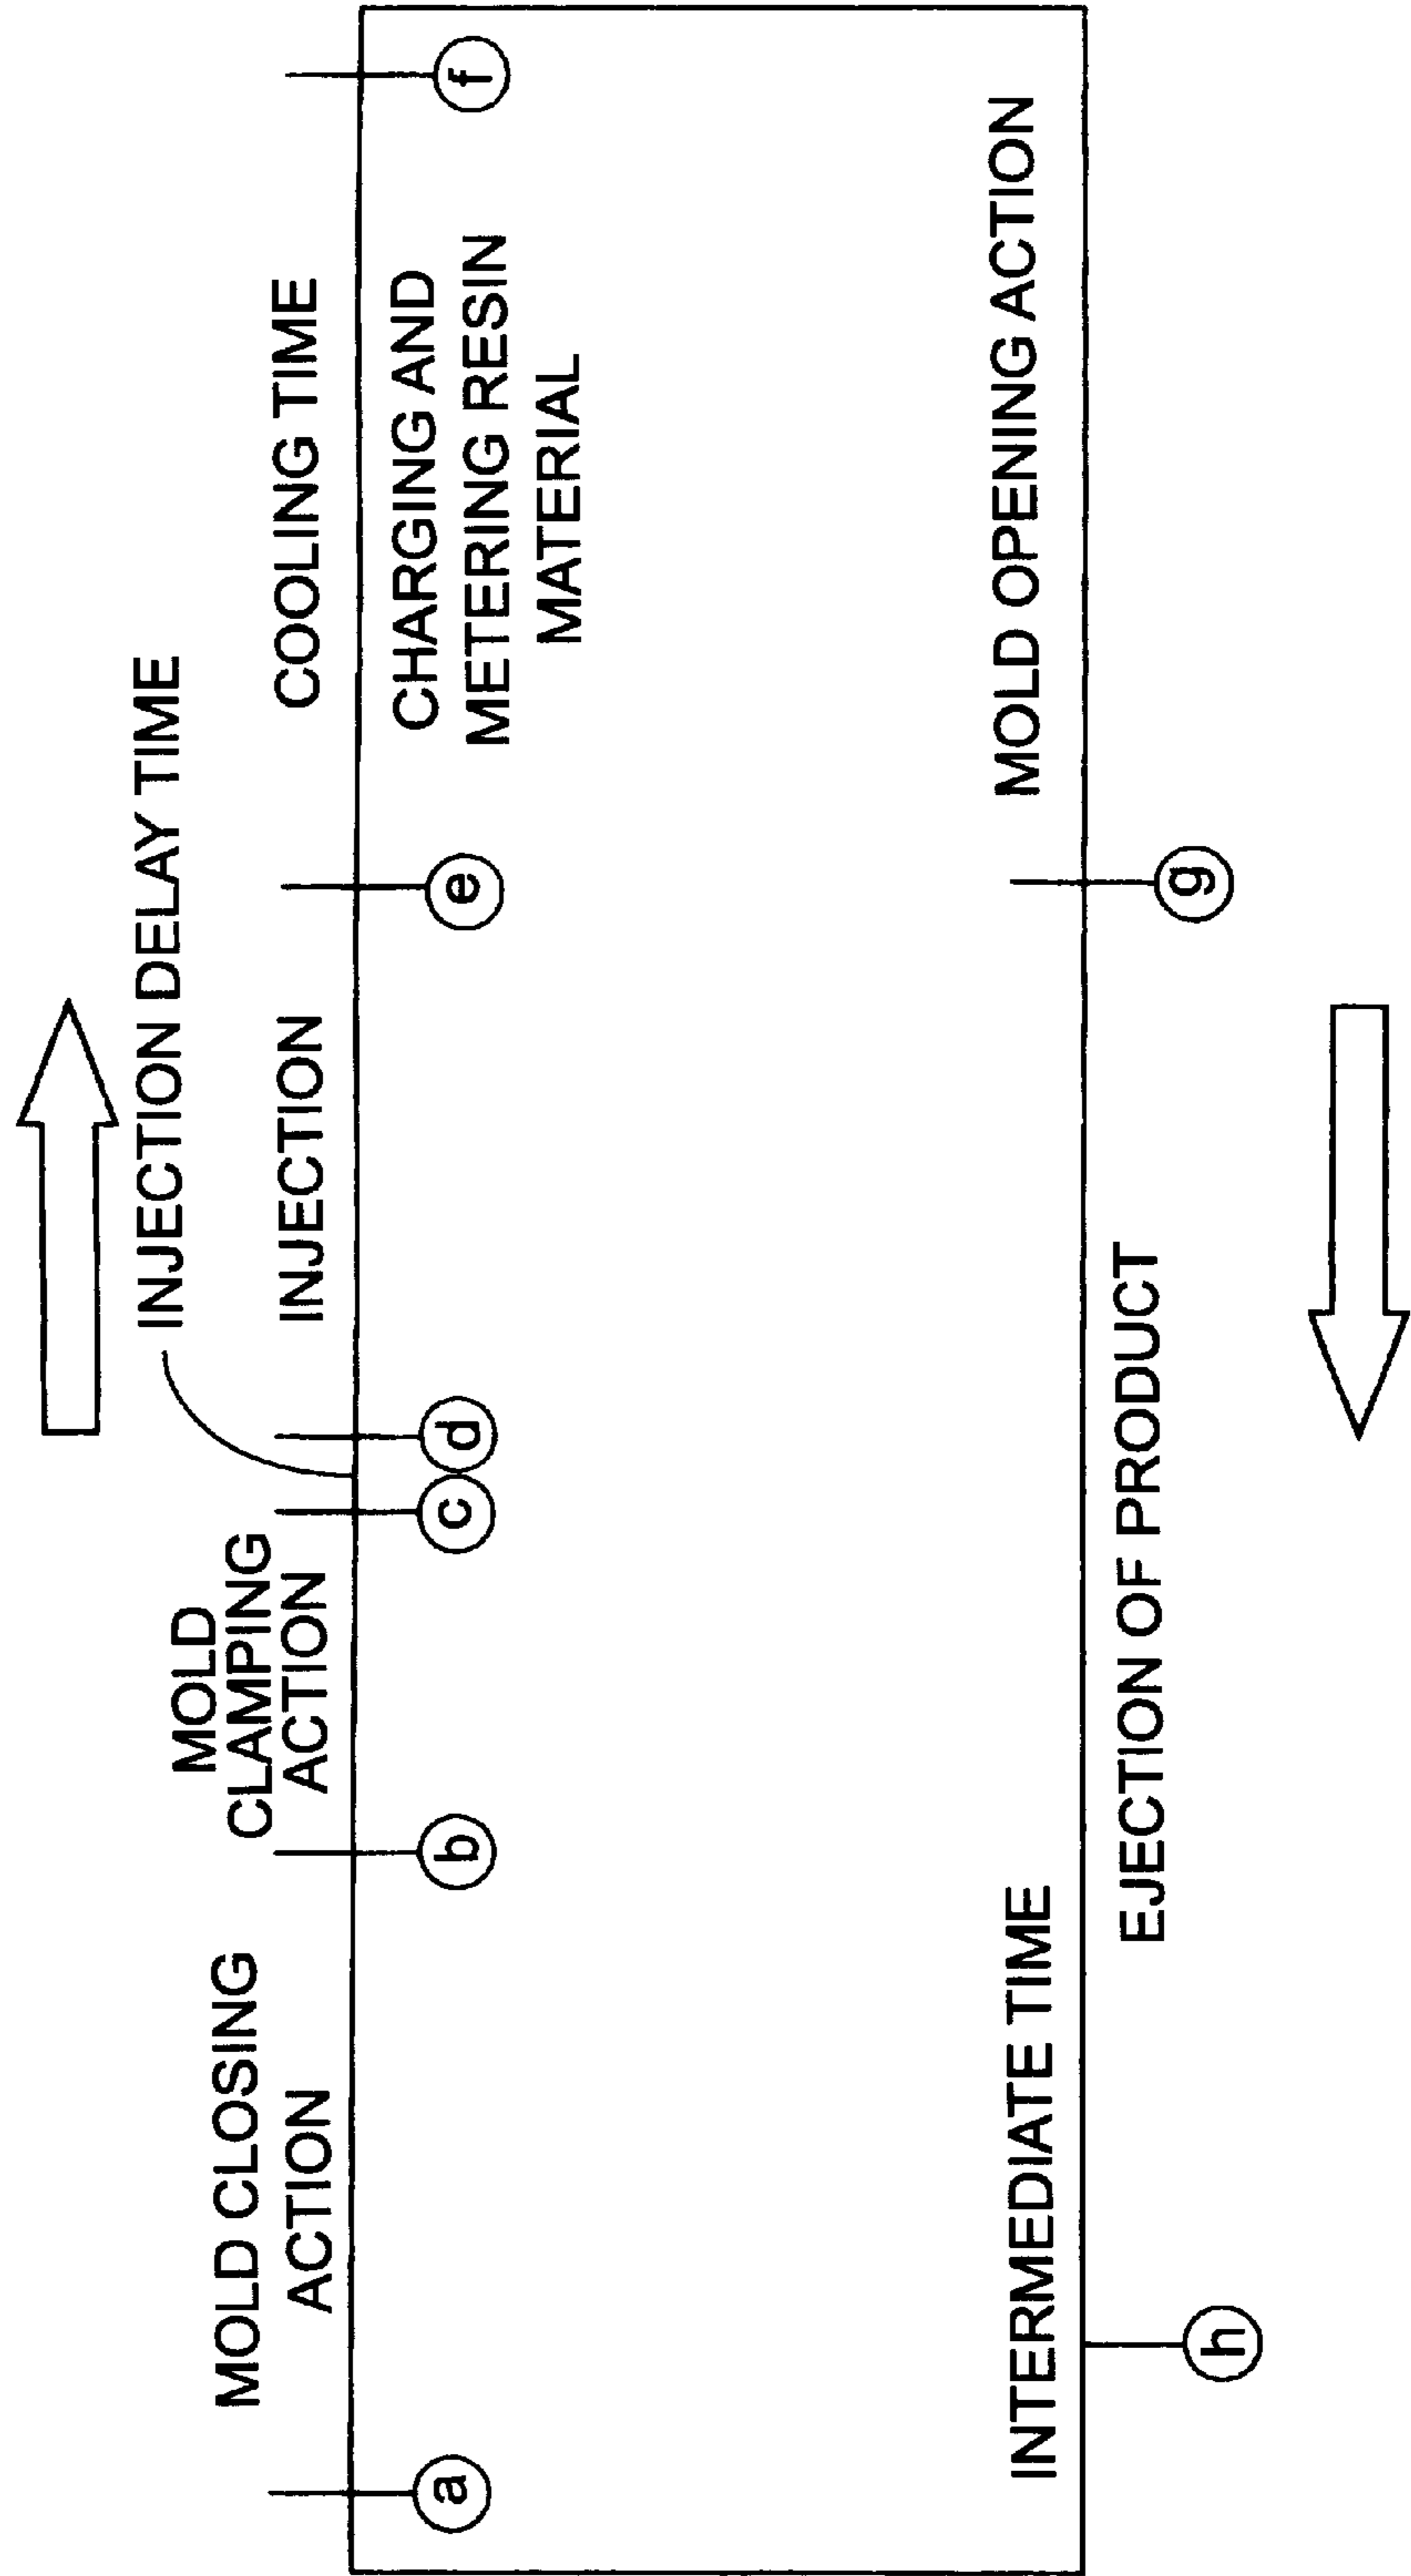 INJECTION DELAY TIME
MOLD CLOSING
ACTION
MOLD
CLAMPING
ACTION
INJECTION
COOLING TIME
a
b
c
d
e
f
CHARGING AND
METERING RESIN
MATERIAL
INTERMEDIATE TIME
MOLD OPENING ACTION
EJECTION OF PRODUCT
h
g